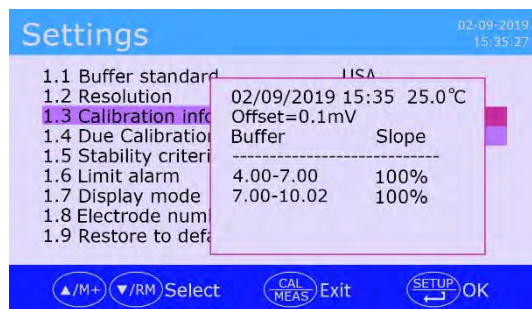 Settings
02-09-2019
15:35:27
1.1 Buffer standard USA
1.2 Resolution
1.3 Calibration info
1.4 Due Calibration
1.5 Stability criteri
1.6 Limit alarm
1.7 Display mode
1.8 Electrode num
1.9 Restore to defa
02/09/2019 15:35 25.0℃
Offset=0.1mV
Buffer Slope
----------------------------
4.00-7.00 100%
7.00-10.02 100%
▲/M+ ▼/RM Select CAL MEAS Exit SETUP OK